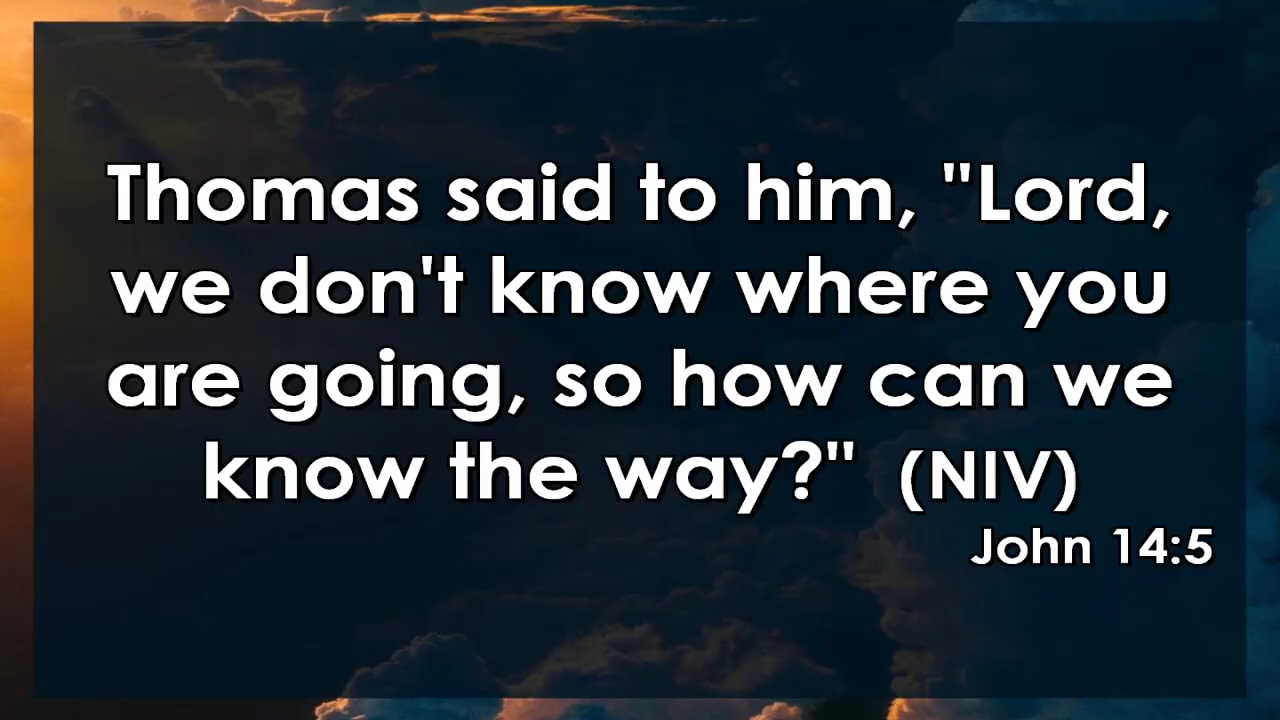 Thomas said to him, "Lord,
we don't know where you
are going, so how can we
know the way?" (NIV)
John 14:5